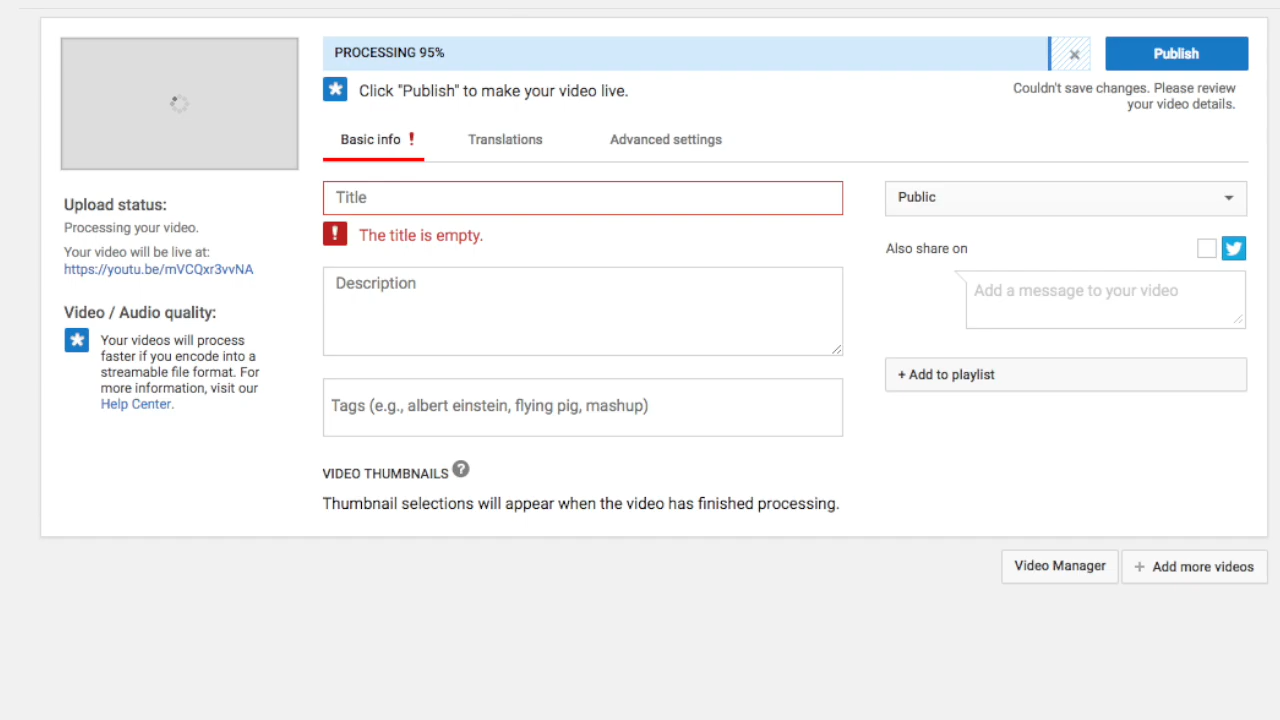 PROCESSING 95%
Publish
Click "Publish" to make your video live.
Couldn't save changes. Please review
your video details.
Basic info !
Translations
Advanced settings
Upload status:
Processing your video.
Your video will be live at:
https://youtu.be/mVCQxr3vvNA
Video / Audio quality:
Your videos will process
faster if you encode into a
streamable file format. For
more information, visit our
Help Center.
Title
The title is empty.
Description
Tags (e.g., albert einstein, flying pig, mashup)
VIDEO THUMBNAILS ?
Thumbnail selections will appear when the video has finished processing.
Public
Also share on
Add a message to your video
+ Add to playlist
Video Manager
+ Add more videos